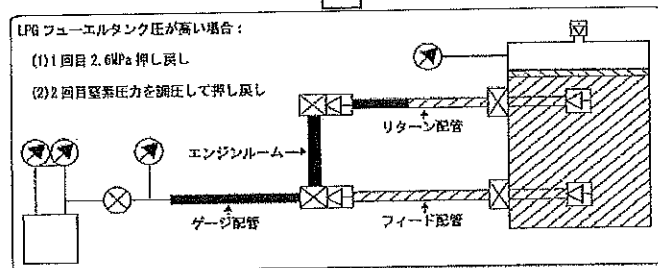 LPG フューエルタンク圧が高い場合：
(1)1回目 2.6MPa 押し戻し
(2)2回目窒素圧力を調圧して押し戻し
リターン配管
エンジンルーム
ゲージ配管
フィード配管